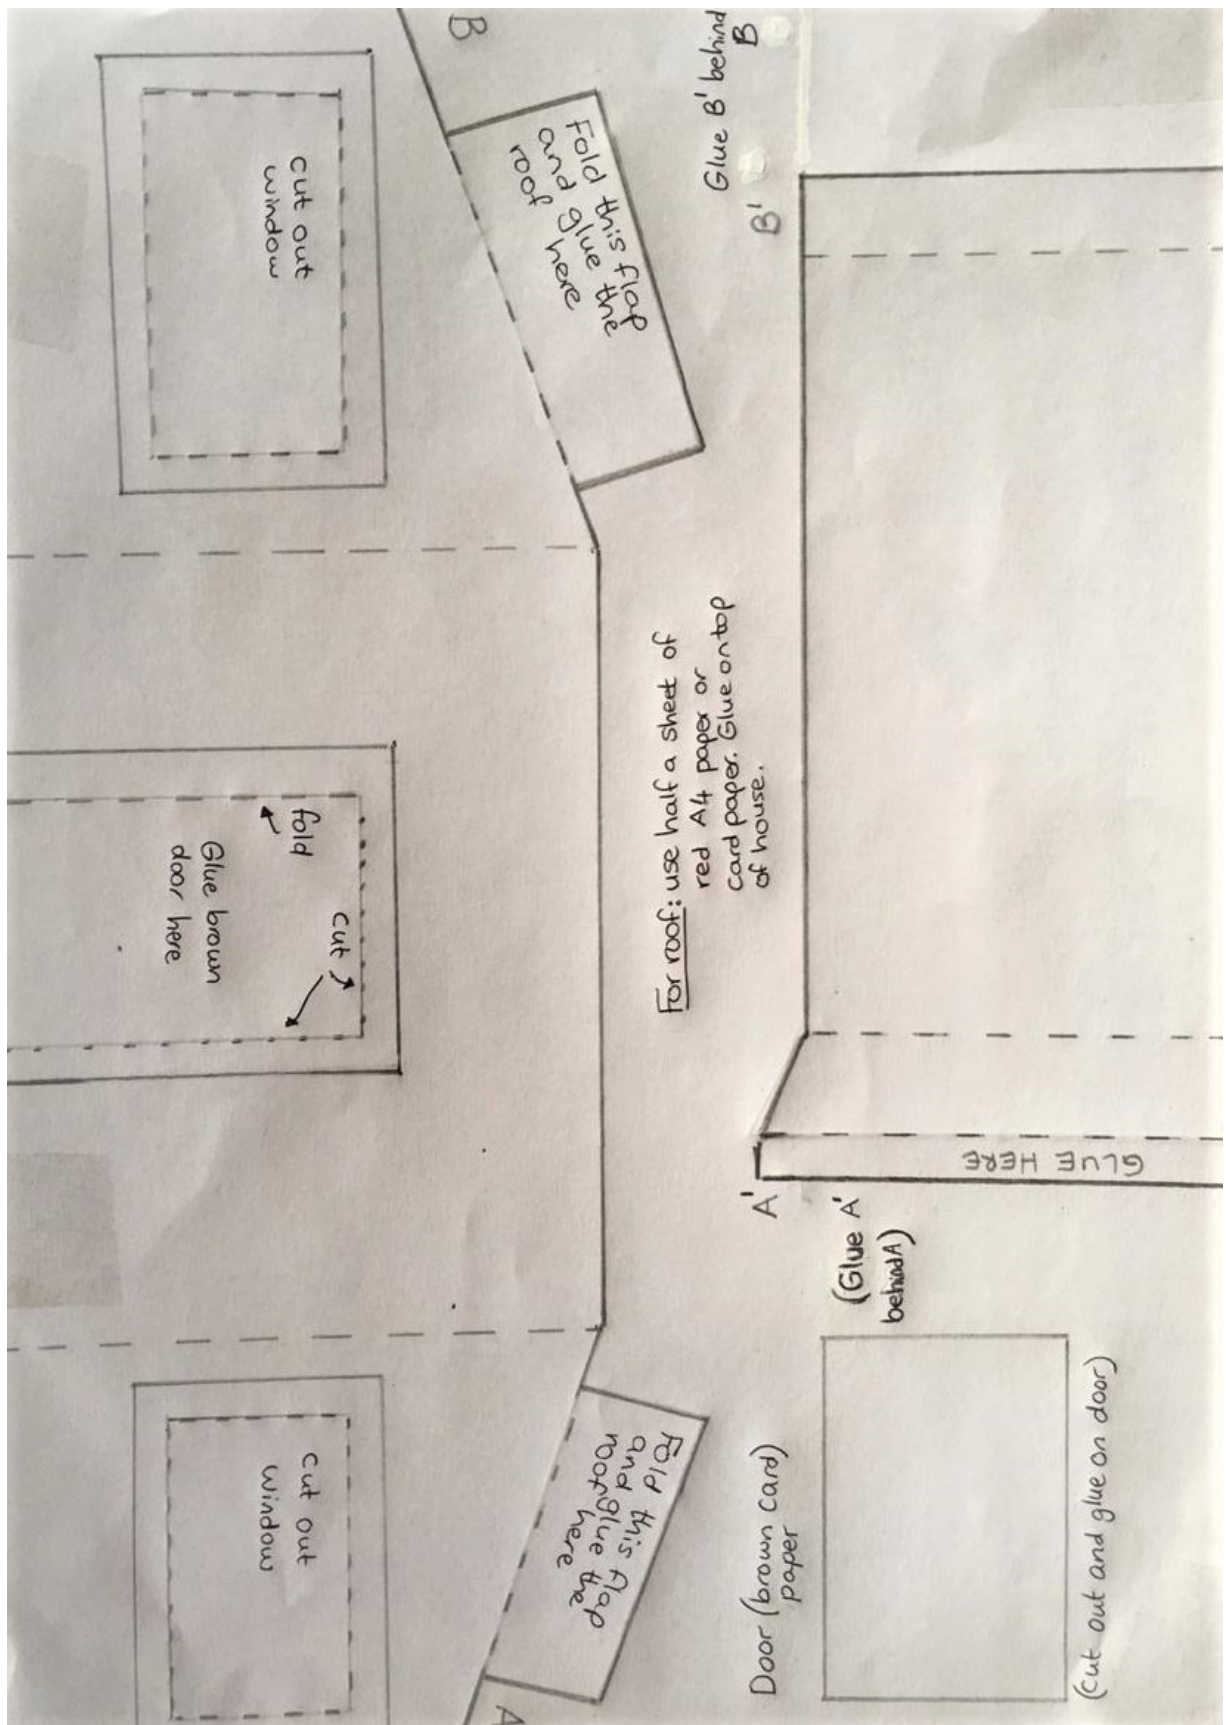 B
Fold this flap
and glue the
roof here
cut out
window
Glue B' behind
B
B'
For roof: use half a sheet of
red A4 paper or
card paper. Glue on top
of house.
fold
cut
Glue brown
door here
GLUE HERE
A'
(Glue A'
behind A)
Fold this flap
and glue the
roof here
A
cut out
window
Door (brown card)
paper
(cut out and glue on door)